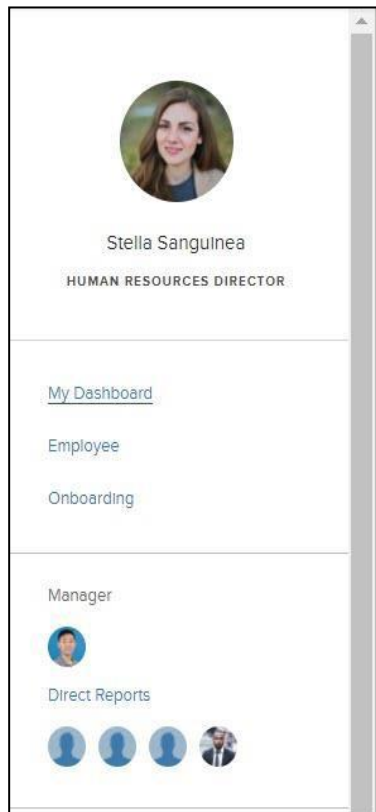 Stella Sanguinea
HUMAN RESOURCES DIRECTOR
My Dashboard
Employee
Onboarding
Manager
Direct Reports